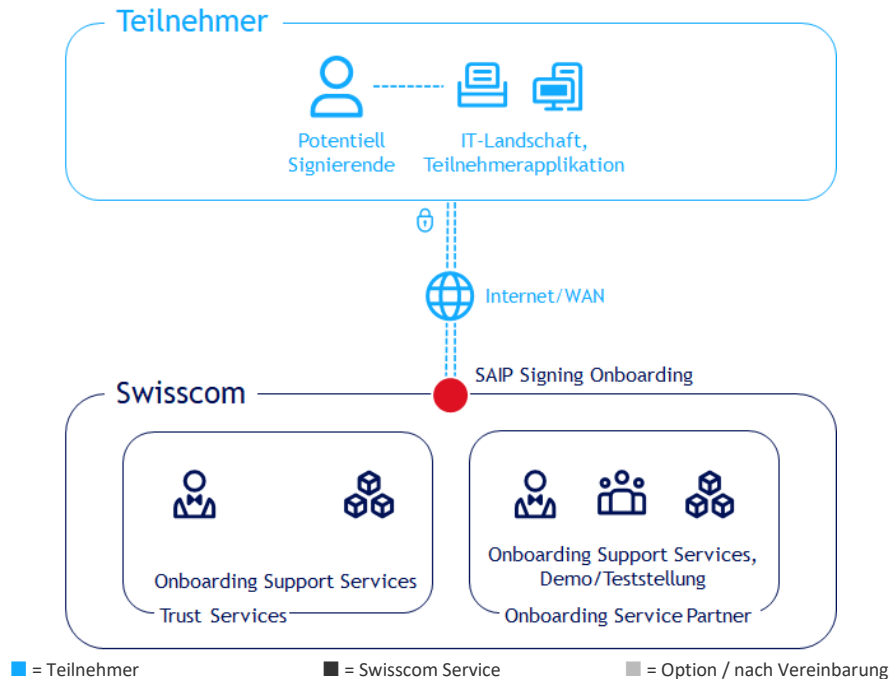 Teilnehmer
Potentiell
Signierende
IT-Landschaft,
Teilnehmerapplikation
Internet/WAN
SAIP Signing Onboarding
Swisscom
Onboarding Support Services
Trust Services
Onboarding Support Services,
Demo/Teststellung
Onboarding Service Partner
= Teilnehmer
= Swisscom Service
= Option / nach Vereinbarung